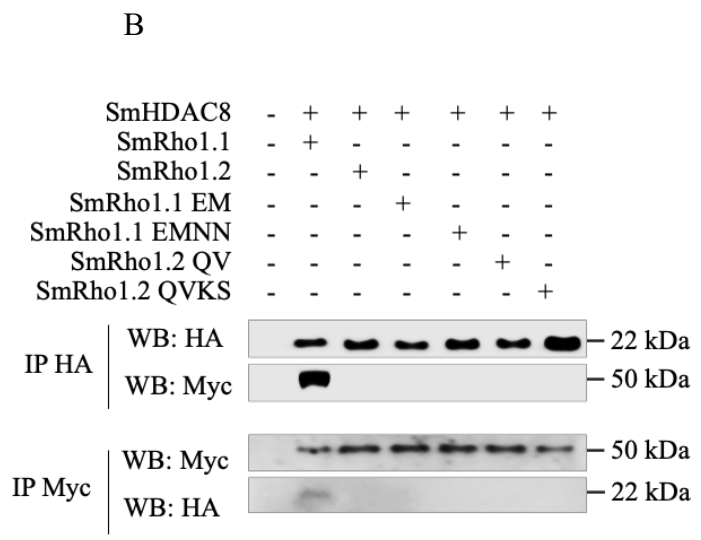 B
SmHDAC8 - + + + + + +
SmRho1.1 - + - - - - -
SmRho1.2 - - + - - - -
SmRho1.1 EM - - - + - - -
SmRho1.1 EMNN - - - - + - -
SmRho1.2 QV - - - - - + -
SmRho1.2 QVKS - - - - - - +
IP HA
WB: HA 22 kDa
WB: Myc 50 kDa
IP Myc
WB: Myc 50 kDa
WB: HA 22 kDa